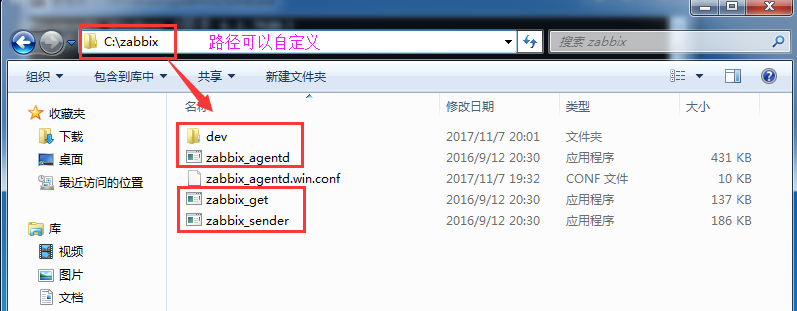 C:\zabbix
路径可以自定义
搜索 zabbix
组织
包含到库中
共享
新建文件夹
收藏夹
下载
桌面
最近访问的位置
库
视频
图片
文档
名称 修改日期 类型 大小
dev 2017/11/7 20:01 文件夹
zabbix_agentd 2016/9/12 20:30 应用程序 431 KB
zabbix_agentd.win.conf 2017/11/7 19:32 CONF 文件 10 KB
zabbix_get 2016/9/12 20:30 应用程序 137 KB
zabbix_sender 2016/9/12 20:30 应用程序 186 KB